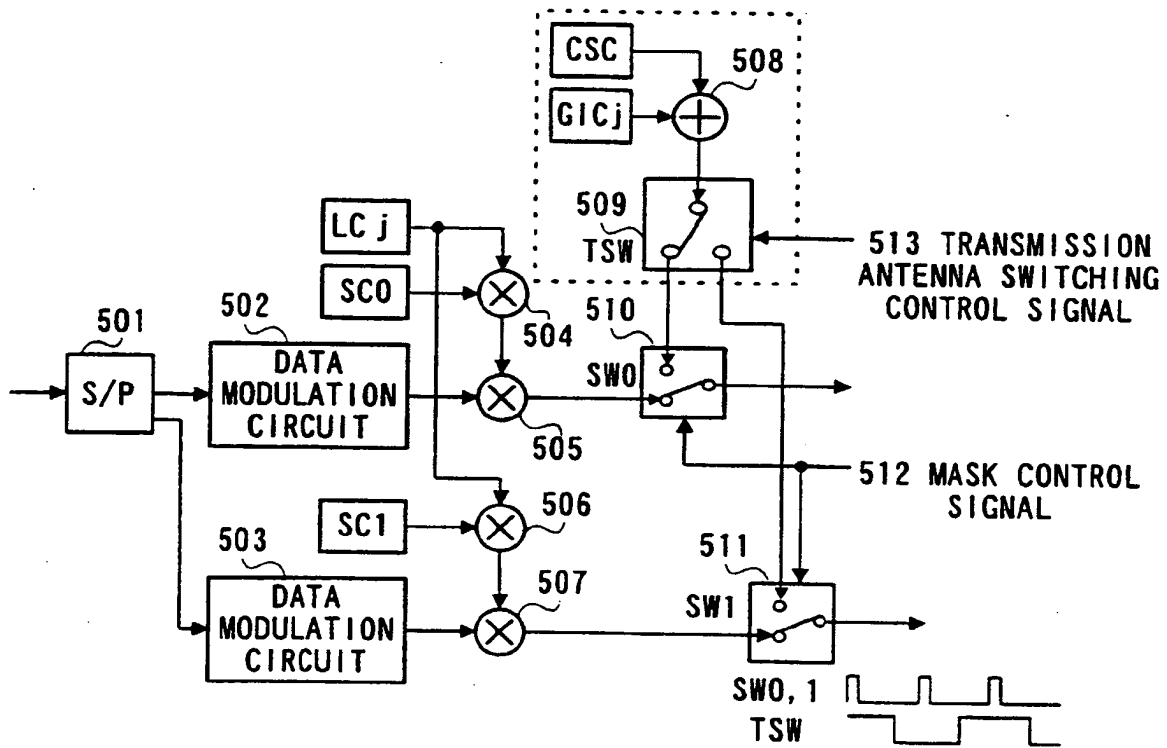 CSC
508
GICj
509
TSW
513 TRANSMISSION
ANTENNA SWITCHING
CONTROL SIGNAL
LC j
SC0
504
510
501
502
S/P
DATA
MODULATION
CIRCUIT
SW0
505
512 MASK CONTROL
SIGNAL
SC1
506
503
511
DATA
MODULATION
CIRCUIT
507
SW1
SW0, 1
TSW